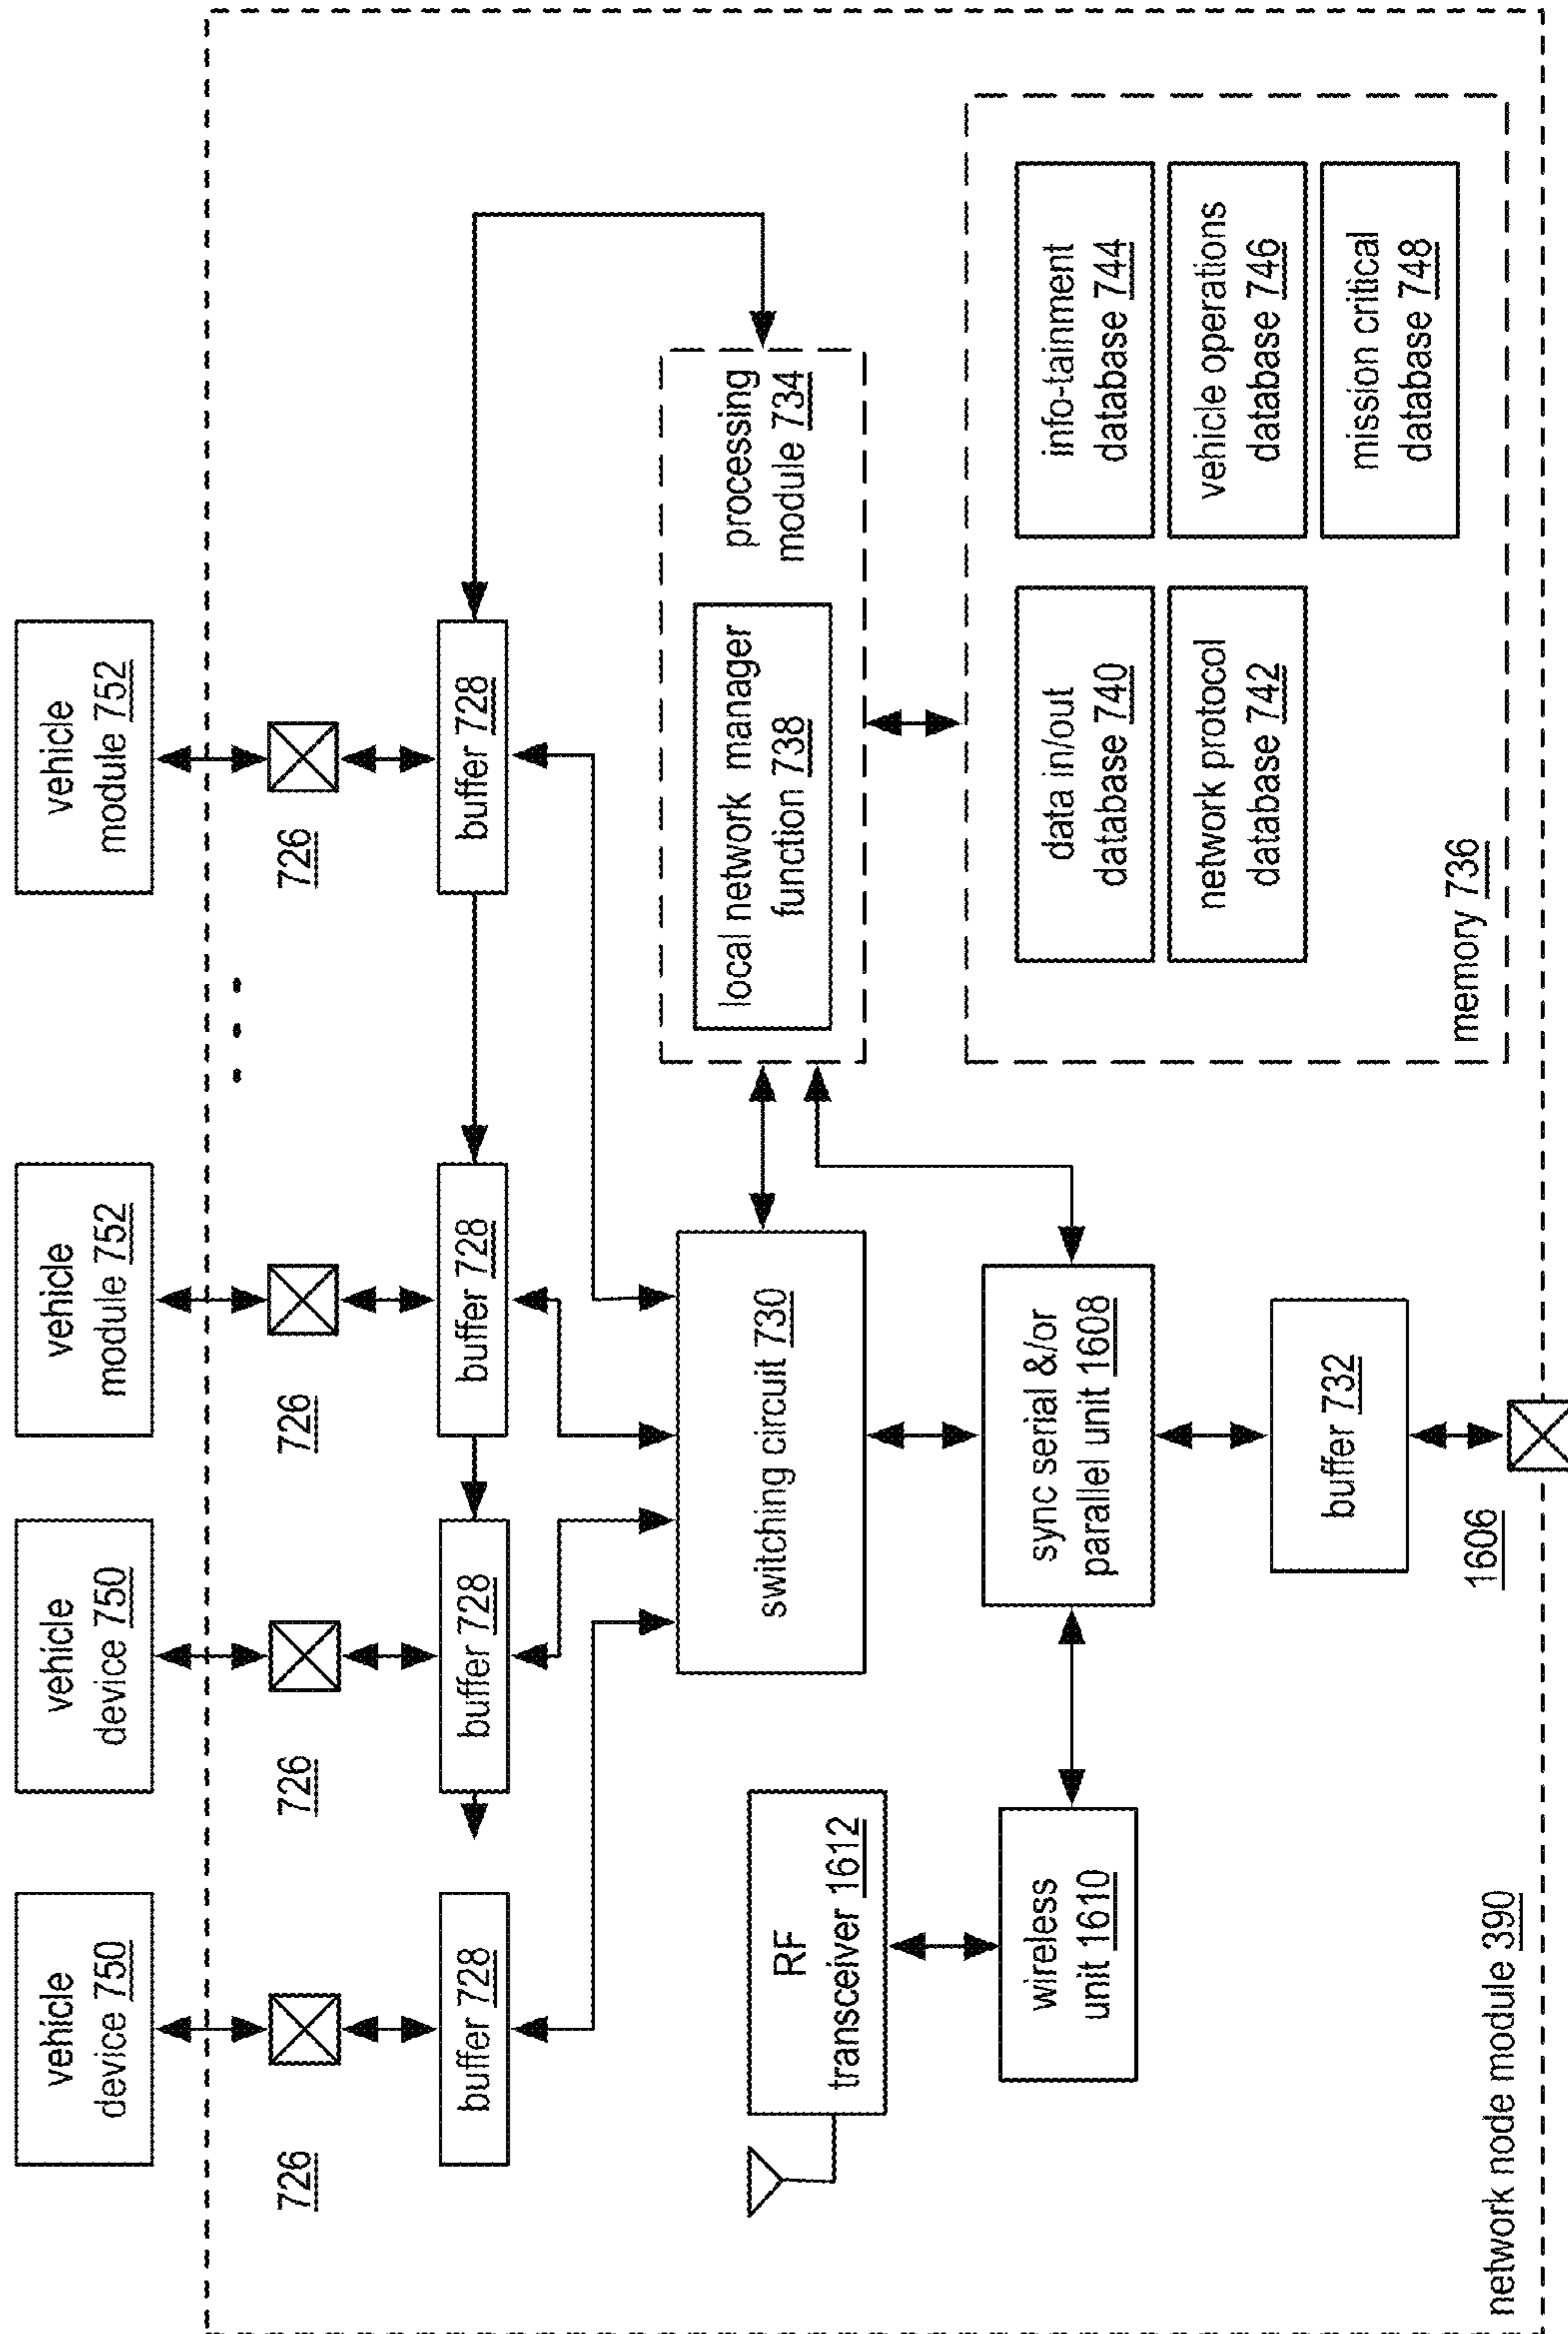 vehicle
device 750
vehicle
device 750
vehicle
module 752
vehicle
module 752
726
726
726
726
buffer 728
buffer 728
buffer 728
buffer 728
RF
transceiver 1612
switching circuit 730
local network manager
function 738
processing
module 734
wireless
unit 1610
sync serial &/or
parallel unit 1608
data in/out
database 740
info-tainment
database 744
network protocol
database 742
vehicle operations
database 746
mission critical
database 748
buffer 732
memory 736
1606
network node module 390